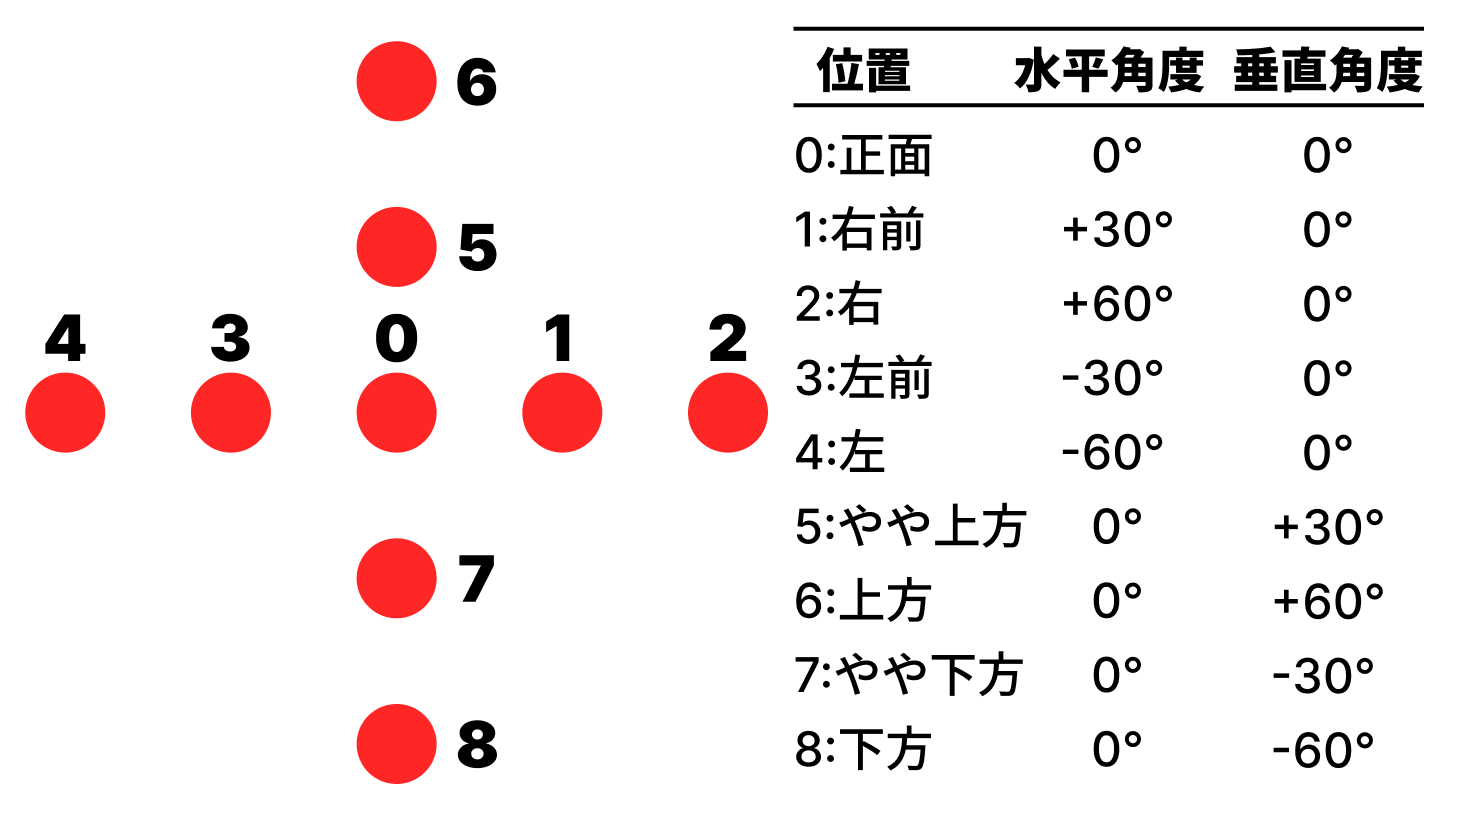 6
5
4 3 0 1 2
7
8
位置 水平角度 垂直角度
0:正面 0° 0°
1:右前 +30° 0°
2:右 +60° 0°
3:左前 -30° 0°
4:左 -60° 0°
5:やや上方 0° +30°
6:上方 0° +60°
7:やや下方 0° -30°
8:下方 0° -60°